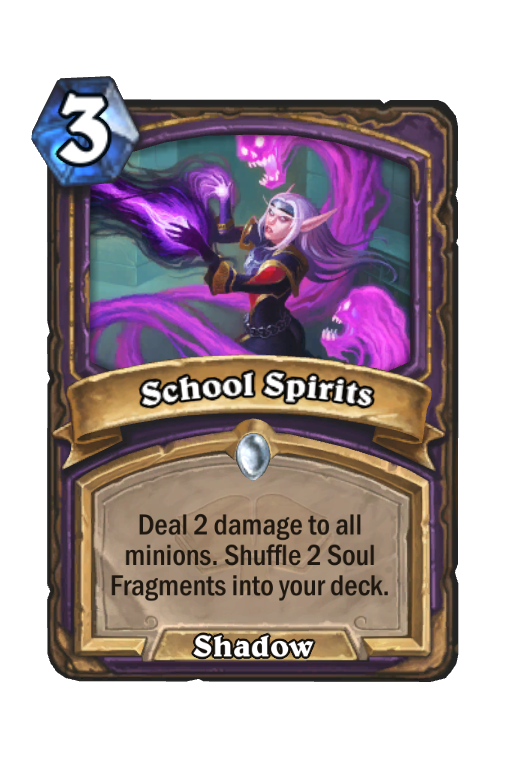 3
School Spirits
Deal 2 damage to all
minions. Shuffle 2 Soul
Fragments into your deck.
Shadow